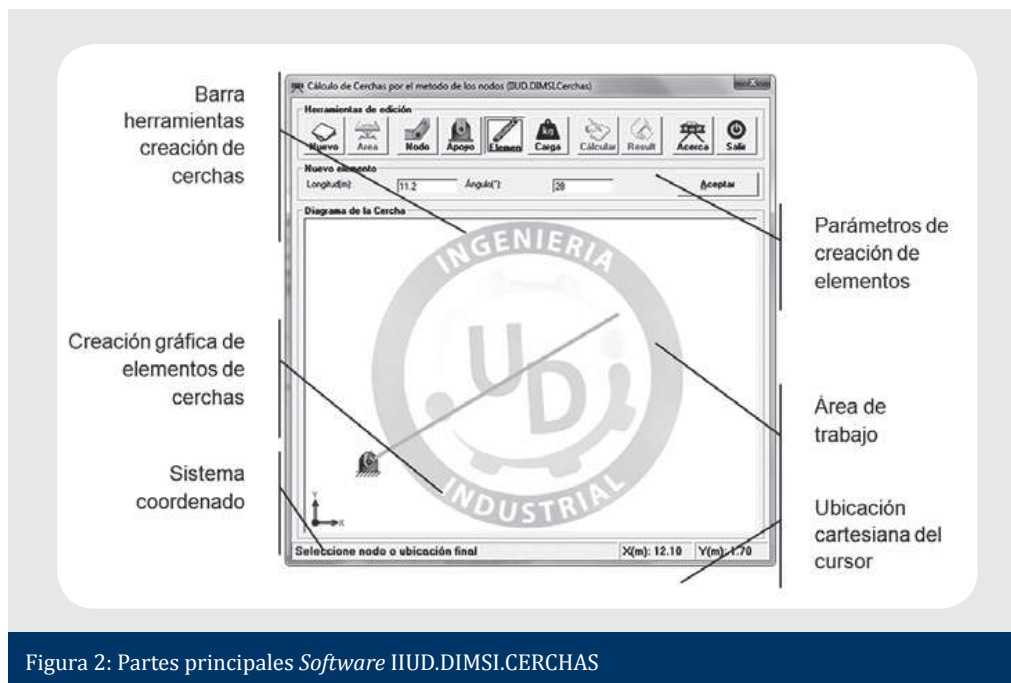 Barra
herramientas
creación de
cerchas
Creación gráfica de
elementos de
cerchas
Sistema
coordenado
Cálculo de Cerchas por el metodo de los nodos (IIUD.DIMSI.Cerchas)
Herramientas de edición
Nuevo Area Nodo Apoyo Elemen Carga Cálcular Result Acerca Salir
Nuevo elemento
Longitud(m): 11.2 Ángulo(°): 28 Aceptar
Diagrama de la Cercha
INGENIERIA
UD
INDUSTRIAL
Y
X
Seleccione nodo o ubicación final X(m): 12.10 Y(m): 1.70
Parámetros de
creación de
elementos
Área de
trabajo
Ubicación
cartesiana del
cursor
Figura 2: Partes principales Software IIUD.DIMSI.CERCHAS